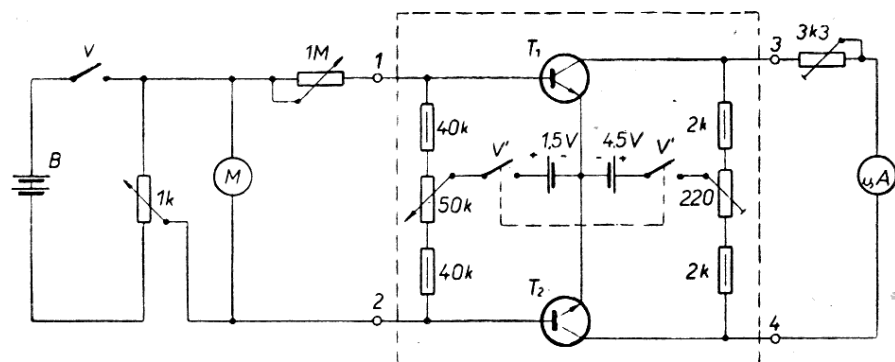 V
1M
1
T1
3
3k3
40k
2k
B
V'
+ 1,5V -
- 4,5V +
V'
M
1k
50k
220
μA
40k
2k
2
T2
4